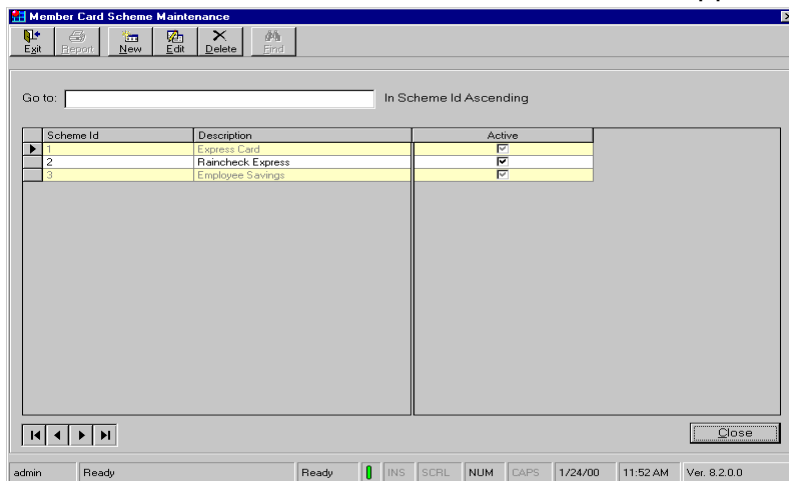 Member Card Scheme Maintenance
Exit Report New Edit Delete Find
Go to: In Scheme Id Ascending
Scheme Id Description Active
1 Express Card
2 Raincheck Express
3 Employee Savings
Close
admin Ready Ready INS SCRL NUM CAPS 1/24/00 11:52 AM Ver. 8.2.0.0